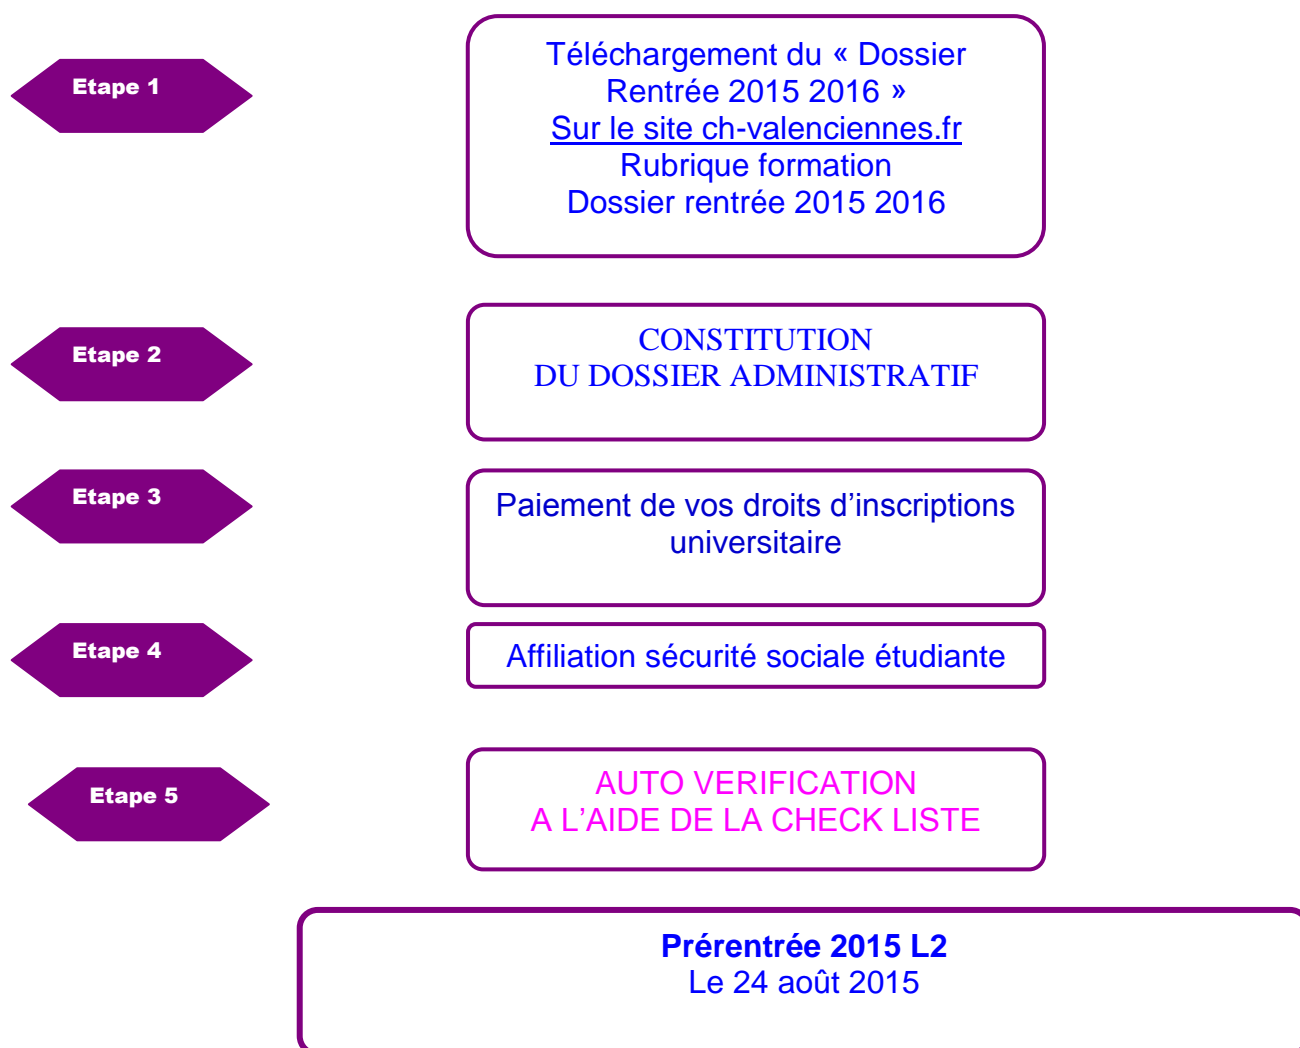 Etape 1
Téléchargement du « Dossier
Rentrée 2015 2016 »
Sur le site ch-valenciennes.fr
Rubrique formation
Dossier rentrée 2015 2016
Etape 2
CONSTITUTION
DU DOSSIER ADMINISTRATIF
Etape 3
Paiement de vos droits d’inscriptions
universitaire
Etape 4
Affiliation sécurité sociale étudiante
Etape 5
AUTO VERIFICATION
A L’AIDE DE LA CHECK LISTE
Prérentrée 2015 L2
Le 24 août 2015